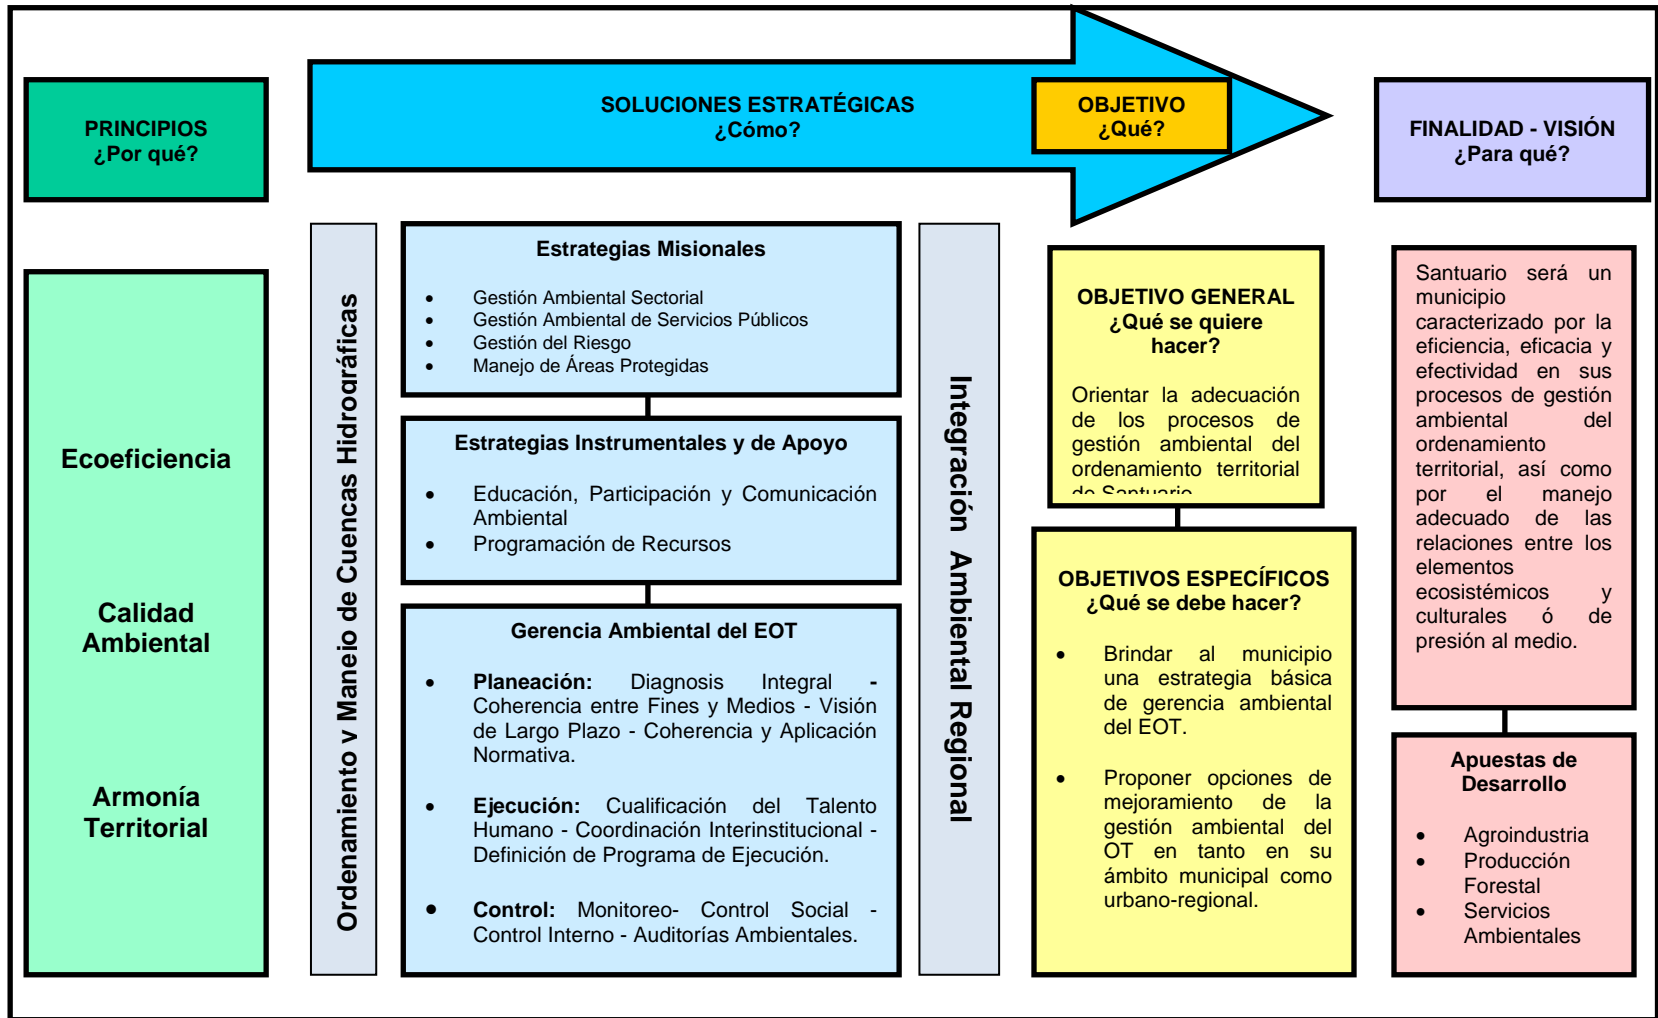 PRINCIPIOS
¿Por qué?
SOLUCIONES ESTRATÉGICAS
¿Cómo?
OBJETIVO
¿Qué?
FINALIDAD - VISIÓN
¿Para qué?
Ecoeficiencia
Calidad
Ambiental
Armonía
Territorial
Ordenamiento y Manejo de Cuencas Hidrográficas
Estrategias Misionales
• Gestión Ambiental Sectorial
• Gestión Ambiental de Servicios Públicos
• Gestión del Riesgo
• Manejo de Áreas Protegidas
Estrategias Instrumentales y de Apoyo
• Educación, Participación y Comunicación
Ambiental
• Programación de Recursos
Gerencia Ambiental del EOT
• Planeación: Diagnosis Integral -
Coherencia entre Fines y Medios - Visión
de Largo Plazo - Coherencia y Aplicación
Normativa.
• Ejecución: Cualificación del Talento
Humano - Coordinación Interinstitucional -
Definición de Programa de Ejecución.
• Control: Monitoreo- Control Social -
Control Interno - Auditorías Ambientales.
Integración Ambiental Regional
OBJETIVO GENERAL
¿Qué se quiere
hacer?
Orientar la adecuación
de los procesos de
gestión ambiental del
ordenamiento territorial
de Santuario
OBJETIVOS ESPECÍFICOS
¿Qué se debe hacer?
• Brindar al municipio
una estrategia básica
de gerencia ambiental
del EOT.
• Proponer opciones de
mejoramiento de la
gestión ambiental del
OT en tanto en su
ámbito municipal como
urbano-regional.
Santuario será un
municipio
caracterizado por la
eficiencia, eficacia y
efectividad en sus
procesos de gestión
ambiental del
ordenamiento
territorial, así como
por el manejo
adecuado de las
relaciones entre los
elementos
ecosistémicos y
culturales ó de
presión al medio.
Apuestas de
Desarrollo
• Agroindustria
• Producción
Forestal
• Servicios
Ambientales